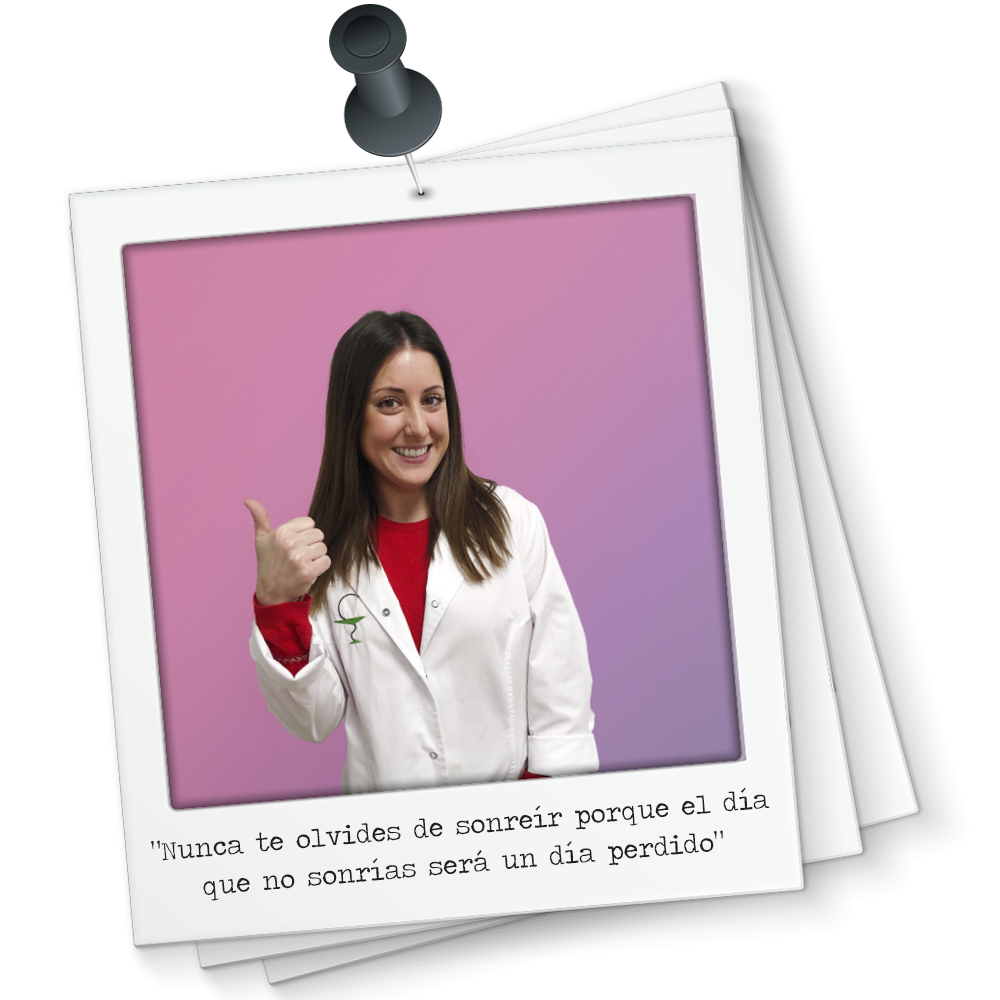 "Nunca te olvides de sonreír porque el día
que no sonrías será un día perdido"